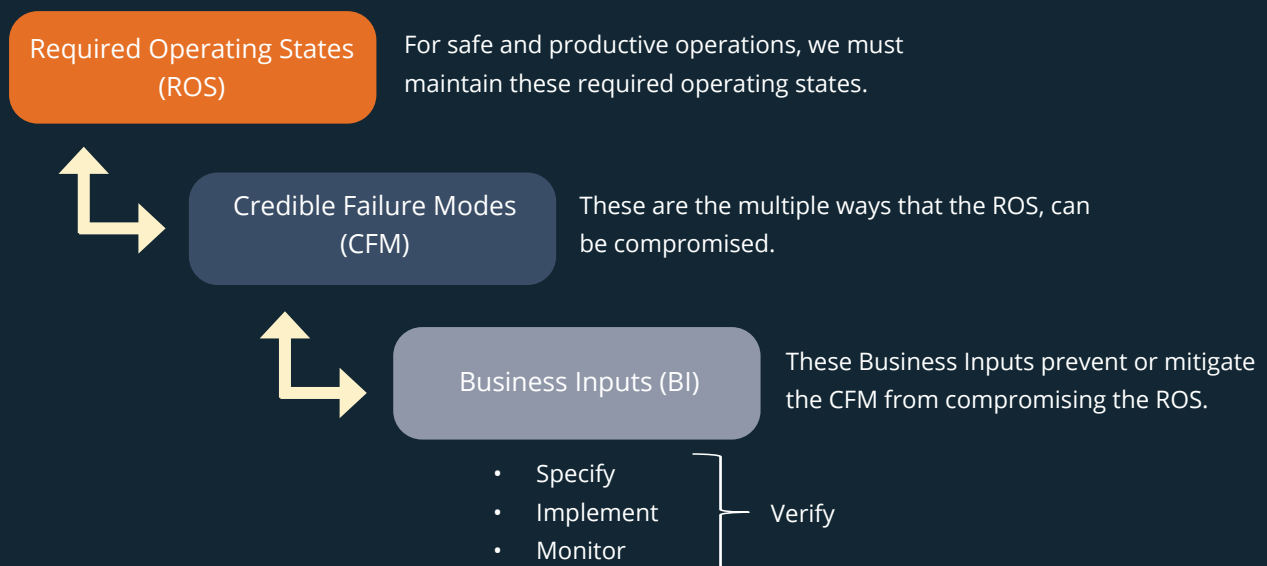 Required Operating States
(ROS)
For safe and productive operations, we must
maintain these required operating states.
Credible Failure Modes
(CFM)
These are the multiple ways that the ROS, can
be compromised.
Business Inputs (BI)
These Business Inputs prevent or mitigate
the CFM from compromising the ROS.
• Specify
• Implement
• Monitor
Verify